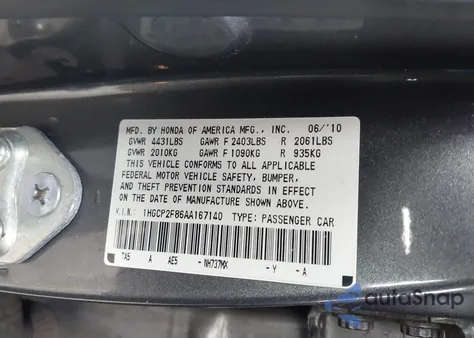 MFD. BY HONDA OF AMERICA MFG., INC. 06/'10
GVWR 4431LBS GAWR F 2403LBS R 2061LBS
GVWR 2010KG GAWR F 1090KG R 935KG
THIS VEHICLE CONFORMS TO ALL APPLICABLE
FEDERAL MOTOR VEHICLE SAFETY, BUMPER,
AND THEFT PREVENTION STANDARDS IN EFFECT
ON THE DATE OF MANUFACTURE SHOWN ABOVE.
V.I.N.: 1HGCP2F86AA167140 TYPE: PASSENGER CAR
TA5 A AE5 - NH737MX - Y - A
autoSnap